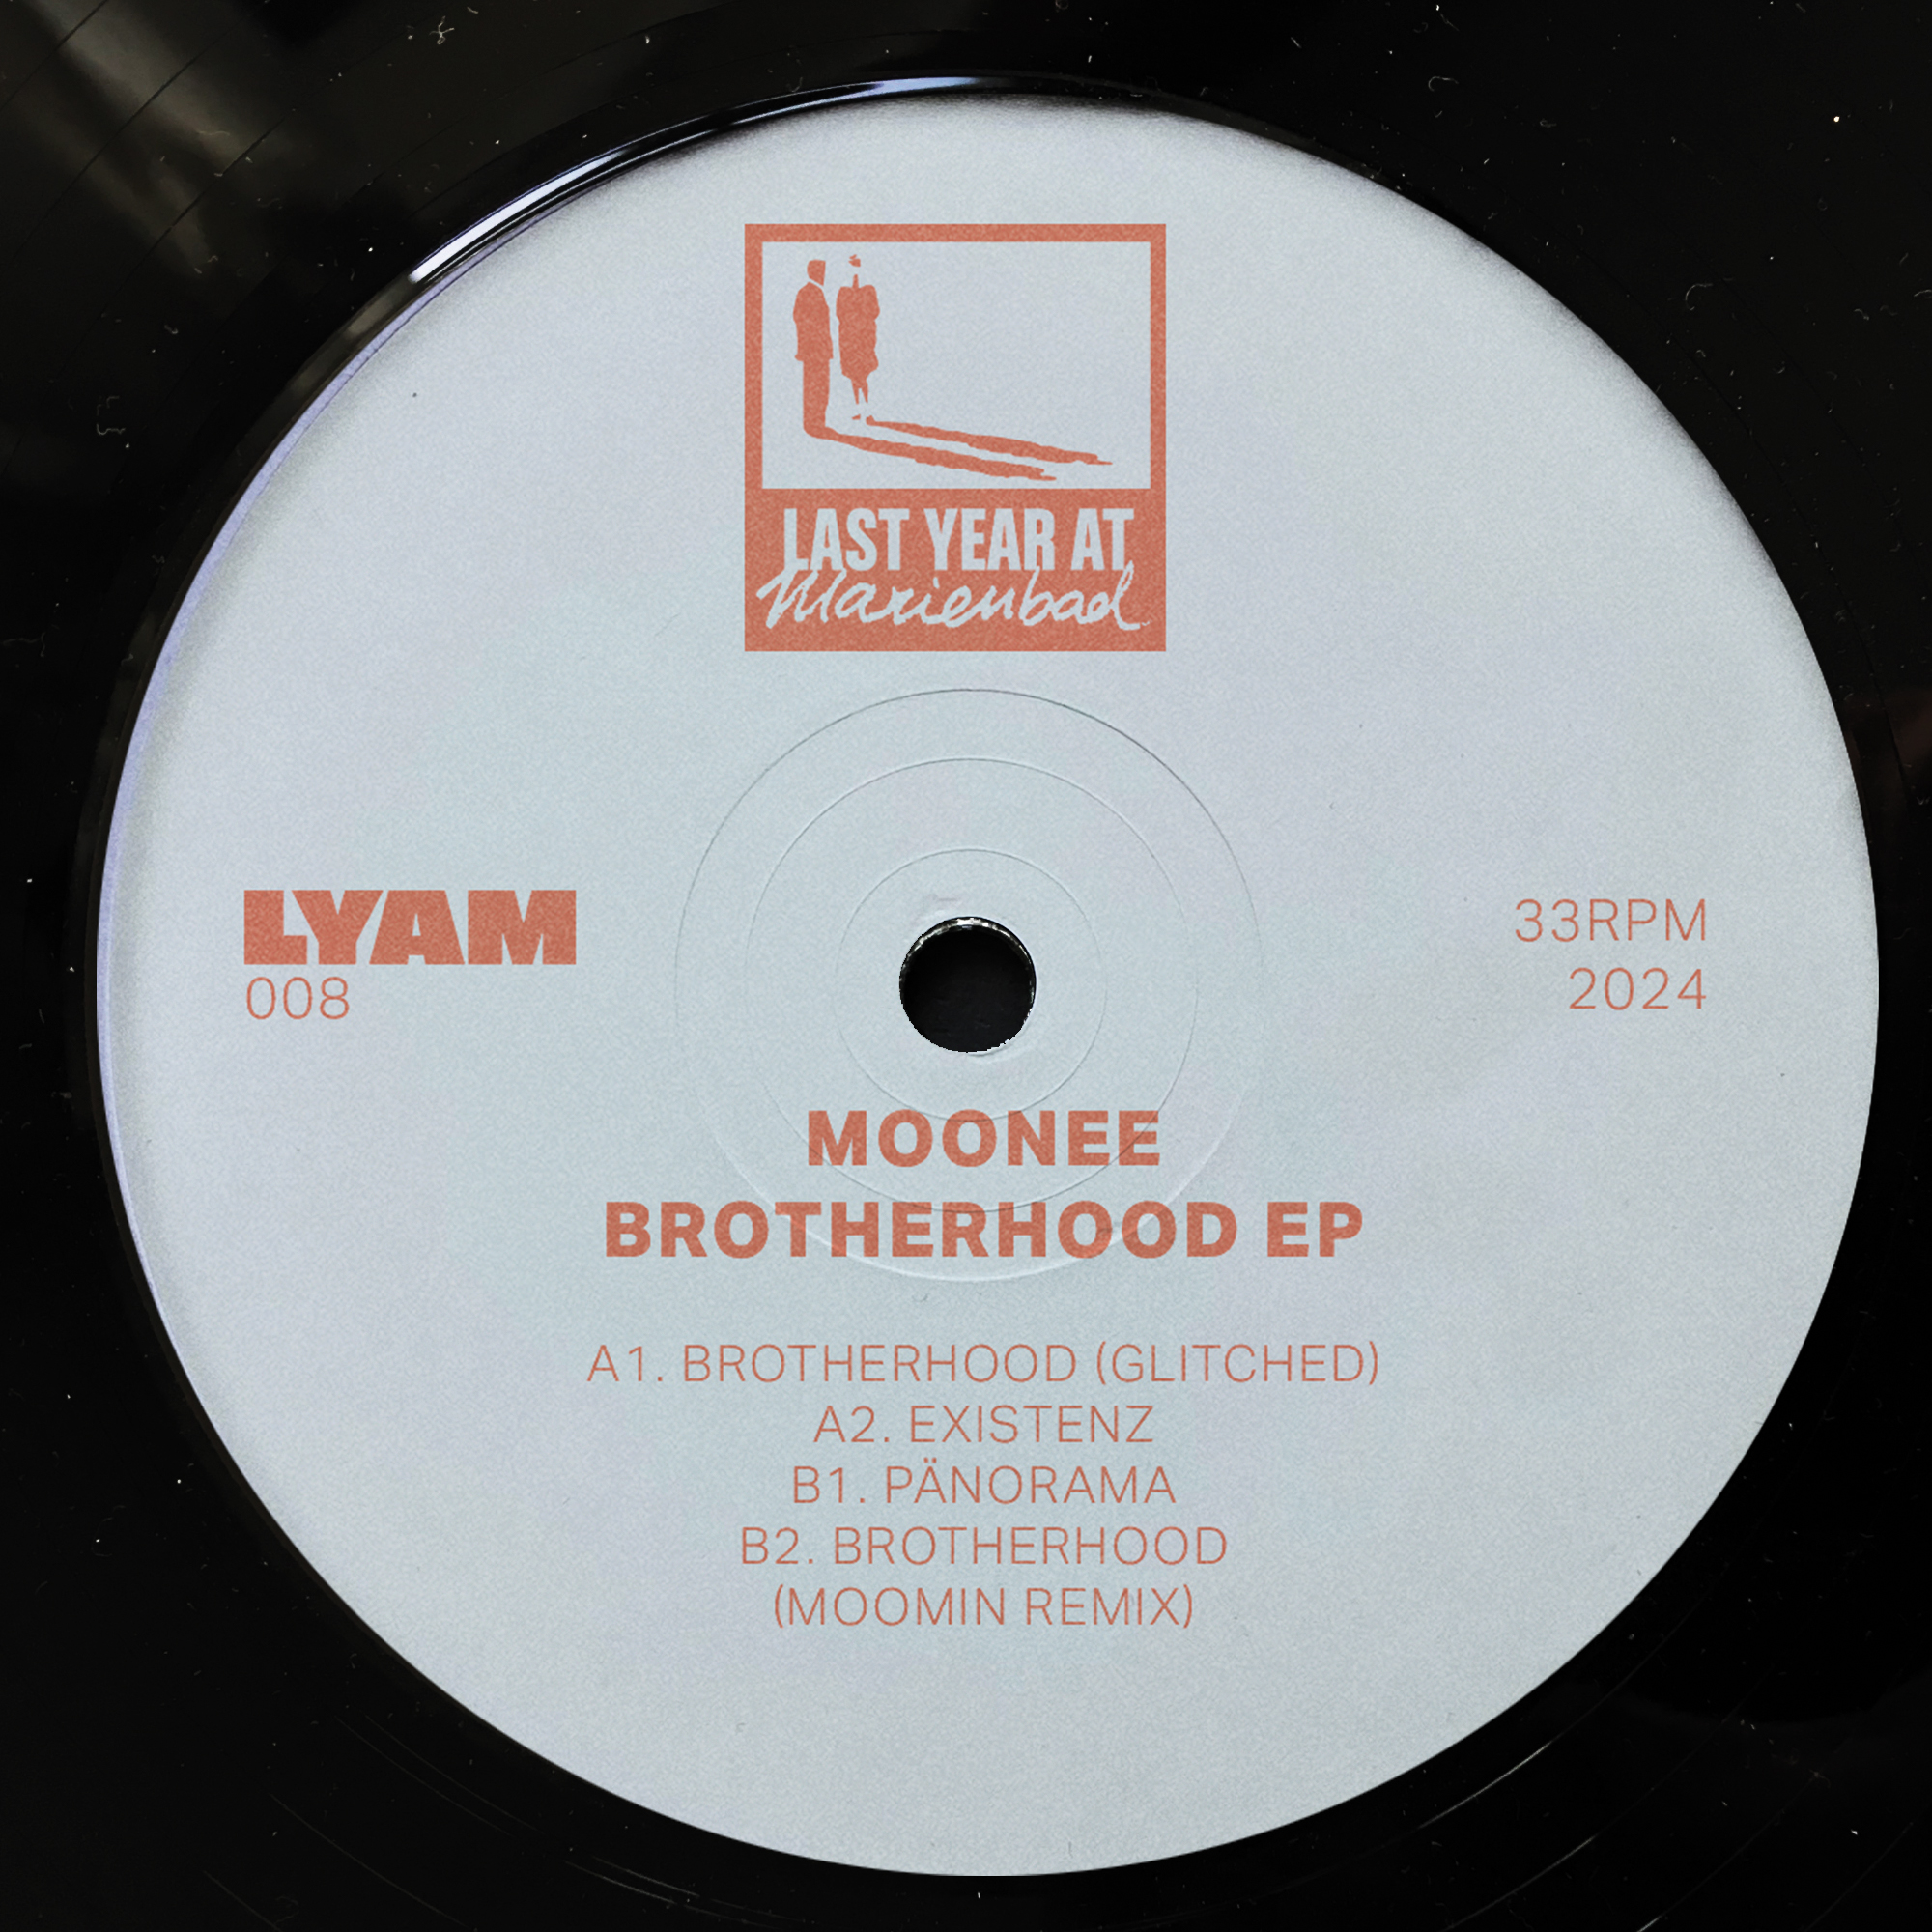 LAST YEAR AT
Marienbad
LYAM
008
33RPM
2024
MOONEE
BROTHERHOOD EP
A1. BROTHERHOOD (GLITCHED)
A2. EXISTENZ
B1. PÄNORAMA
B2. BROTHERHOOD
(MOOMIN REMIX)